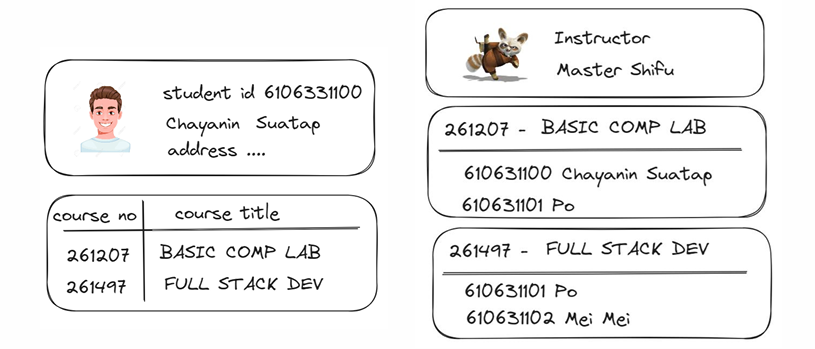 student id 6106331100
Chayanin Suatap
address ....
course no course title
261207 BASIC COMP LAB
261497 FULL STACK DEV
Instructor
Master Shifu
261207 - BASIC COMP LAB
610631100 Chayanin Suatap
610631101 Po
261497 - FULL STACK DEV
610631101 Po
610631102 Mei Mei